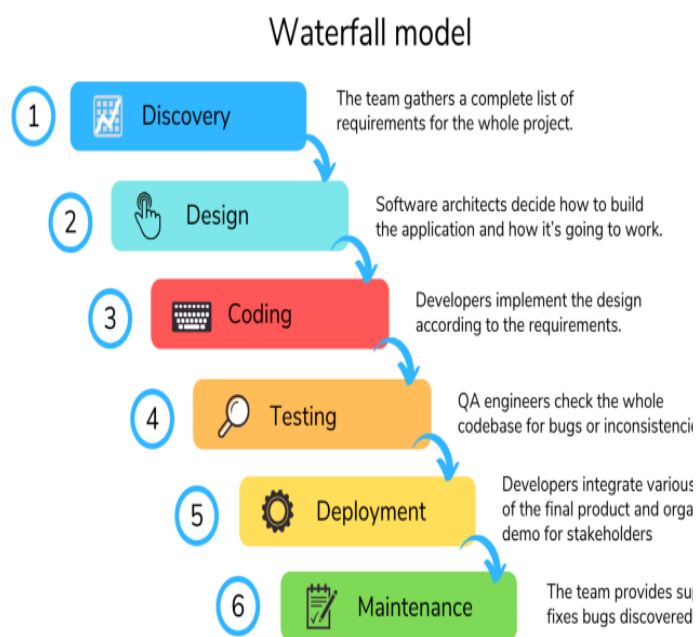 Waterfall model
1
Discovery
The team gathers a complete list of
requirements for the whole project.
2
Design
Software architects decide how to build
the application and how it's going to work.
3
Coding
Developers implement the design
according to the requirements.
4
Testing
QA engineers check the whole
codebase for bugs or
5
Deployment
Developers integrate various
of the final product and
demo for stakeholders
6
Maintenance
The team provides
fixes bugs discovered